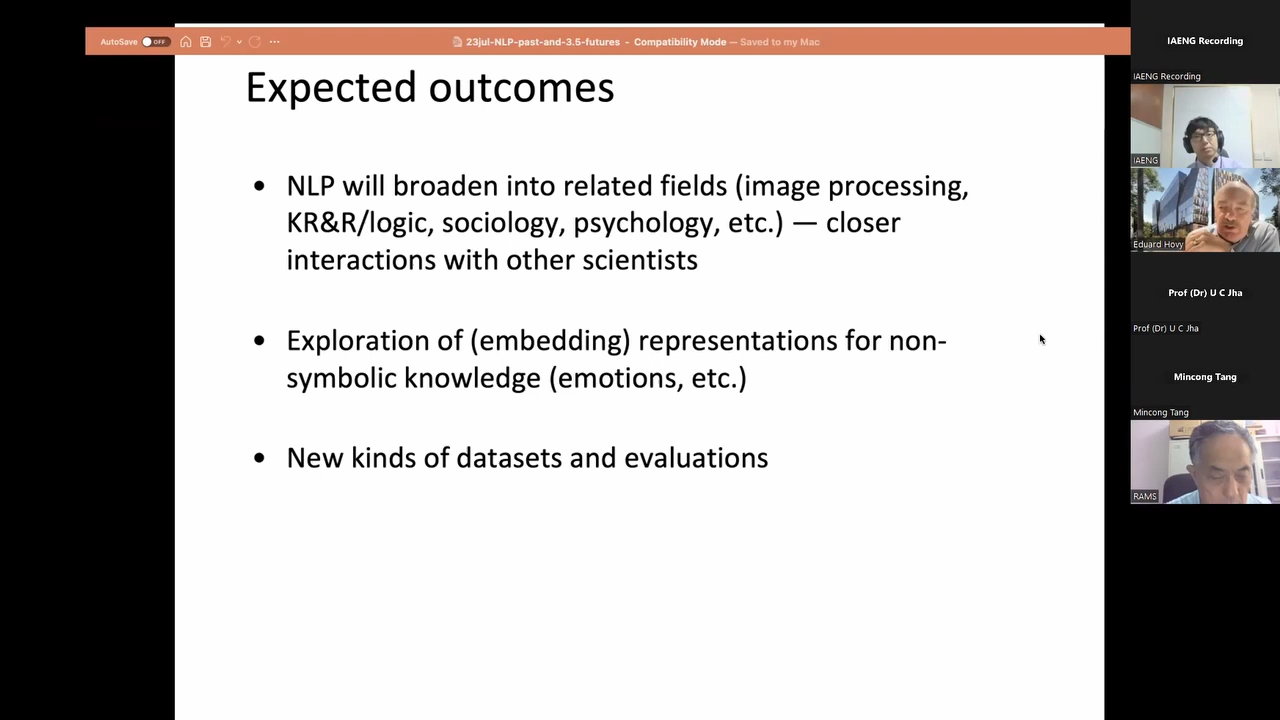 AutoSave OFF
23jul-NLP-past-and-3.5-futures - Compatibility Mode — Saved to my Mac
Expected outcomes
• NLP will broaden into related fields (image processing,
KR&R/logic, sociology, psychology, etc.) — closer
interactions with other scientists
• Exploration of (embedding) representations for non-
symbolic knowledge (emotions, etc.)
• New kinds of datasets and evaluations
IAENG Recording
IAENG Recording
IAENG
Eduard Hovy
Prof (Dr) U C Jha
Prof (Dr) U C Jha
Mincong Tang
Mincong Tang
RAMS